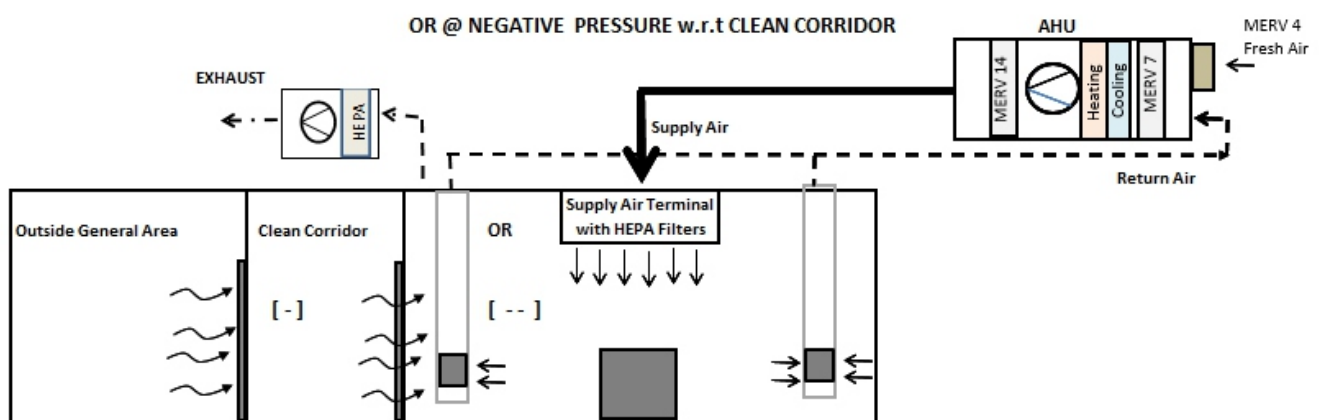 OR @ NEGATIVE PRESSURE w.r.t CLEAN CORRIDOR
AHU
MERV 4
Fresh Air
EXHAUST
HEPA
MERV 14
Heating
Cooling
MERV 7
Supply Air
Return Air
Outside General Area
Clean Corridor
OR
Supply Air Terminal
with HEPA Filters
[ - ]
[ -- ]